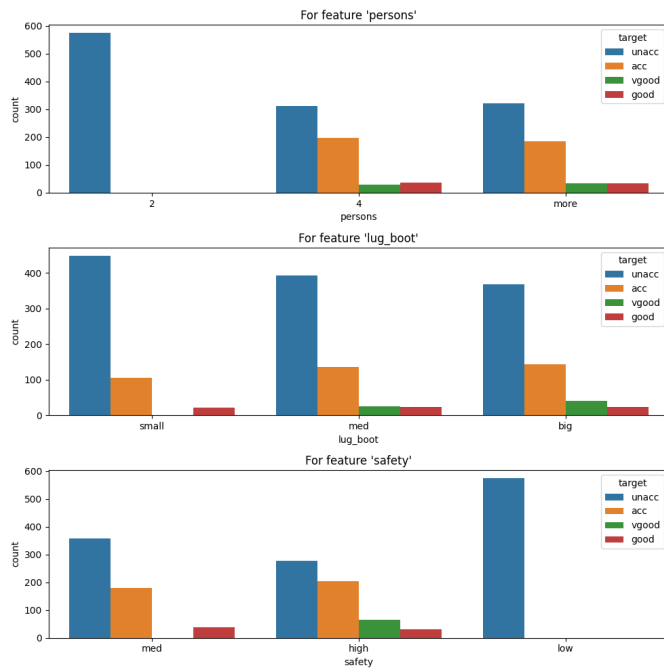 For feature 'persons'
600
500
400
300
200
100
0
count
target
unacc
acc
vgood
good
2 4 more
persons
For feature 'lug_boot'
400
300
200
100
0
count
target
unacc
acc
vgood
good
small med big
lug_boot
For feature 'safety'
600
500
400
300
200
100
0
count
target
unacc
acc
vgood
good
med high low
safety